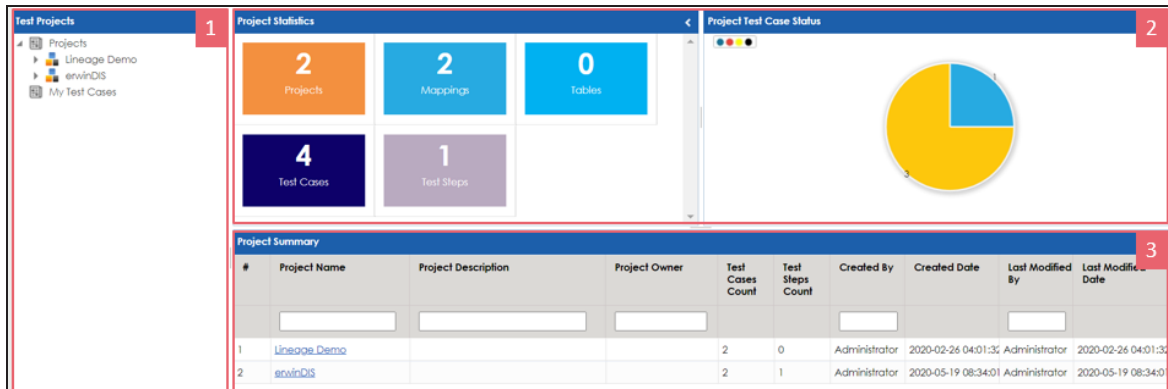 Test Projects
1
Projects
Lineage Demo
erwinDIS
My Test Cases
Project Statistics
2
Projects
2
Mappings
0
Tables
4
Test Cases
1
Test Steps
Project Test Case Status
2
1
3
Project Summary
3
# Project Name Project Description Project Owner Test Cases Count Test Steps Count Created By Created Date Last Modified By Last Modified Date
1 Lineage Demo 2 0 Administrator 2020-02-26 04:01:32 Administrator 2020-02-26 04:01:32
2 erwinDIS 2 1 Administrator 2020-05-19 08:34:01 Administrator 2020-05-19 08:34:01